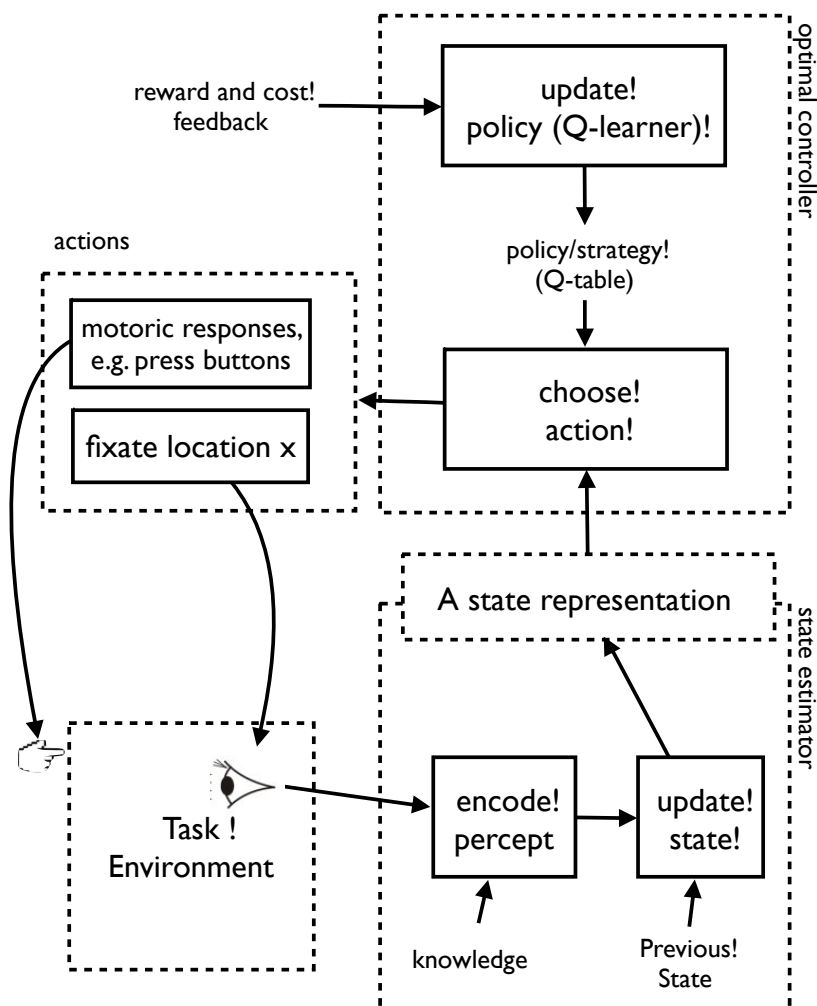 optimal controller
reward and cost!
feedback
update!
policy (Q-learner)!
policy/strategy!
(Q-table)
actions
motoric responses,
e.g. press buttons
fixate location x
choose!
action!
A state representation
state estimator
Task !
Environment
encode!
percept
update!
state!
knowledge
Previous!
State